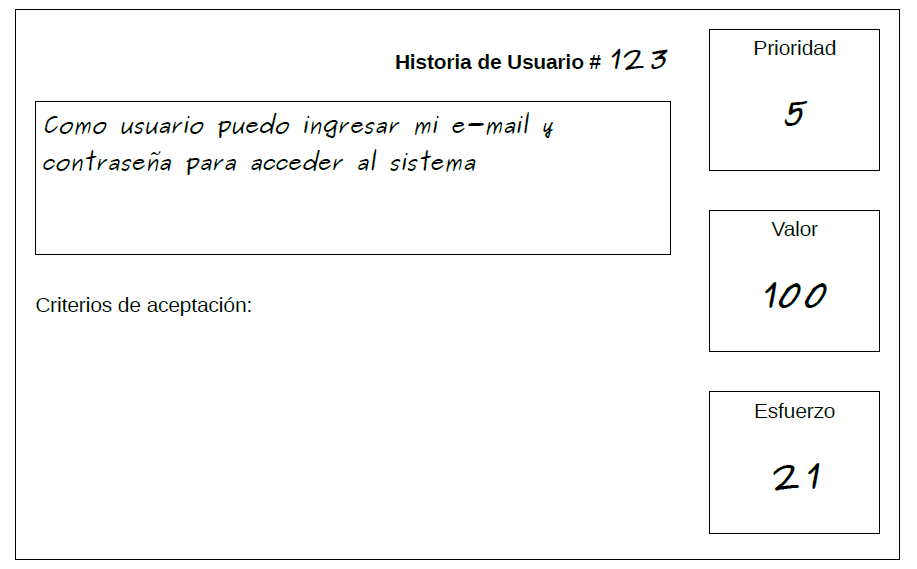 Historia de Usuario # 123
Prioridad
5
Como usuario puedo ingresar mi e-mail y
contraseña para acceder al sistema
Valor
100
Criterios de aceptación:
Esfuerzo
21